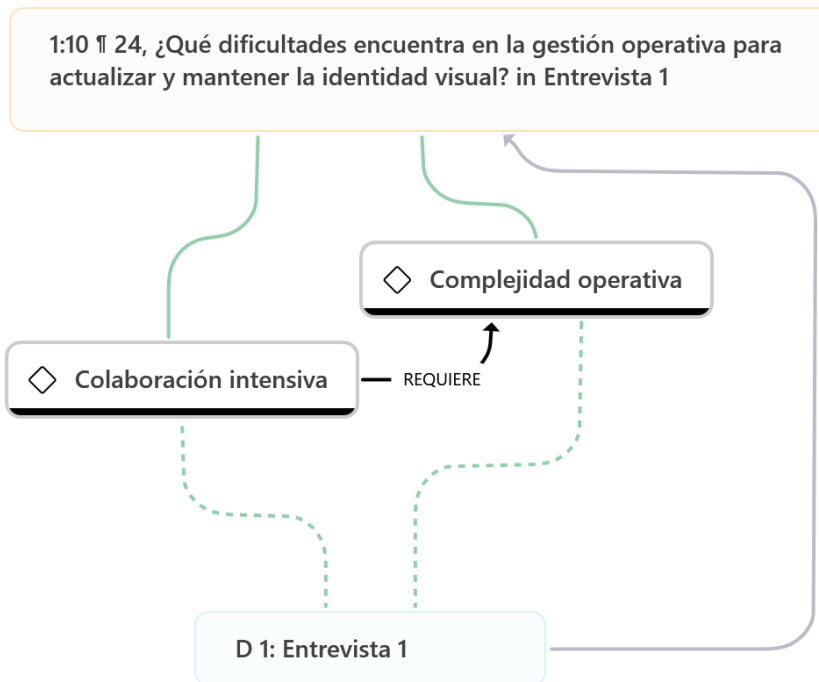 1:10 ¶ 24, ¿Qué dificultades encuentra en la gestión operativa para
actualizar y mantener la identidad visual? in Entrevista 1
Complejidad operativa
Colaboración intensiva
REQUIERE
D 1: Entrevista 1